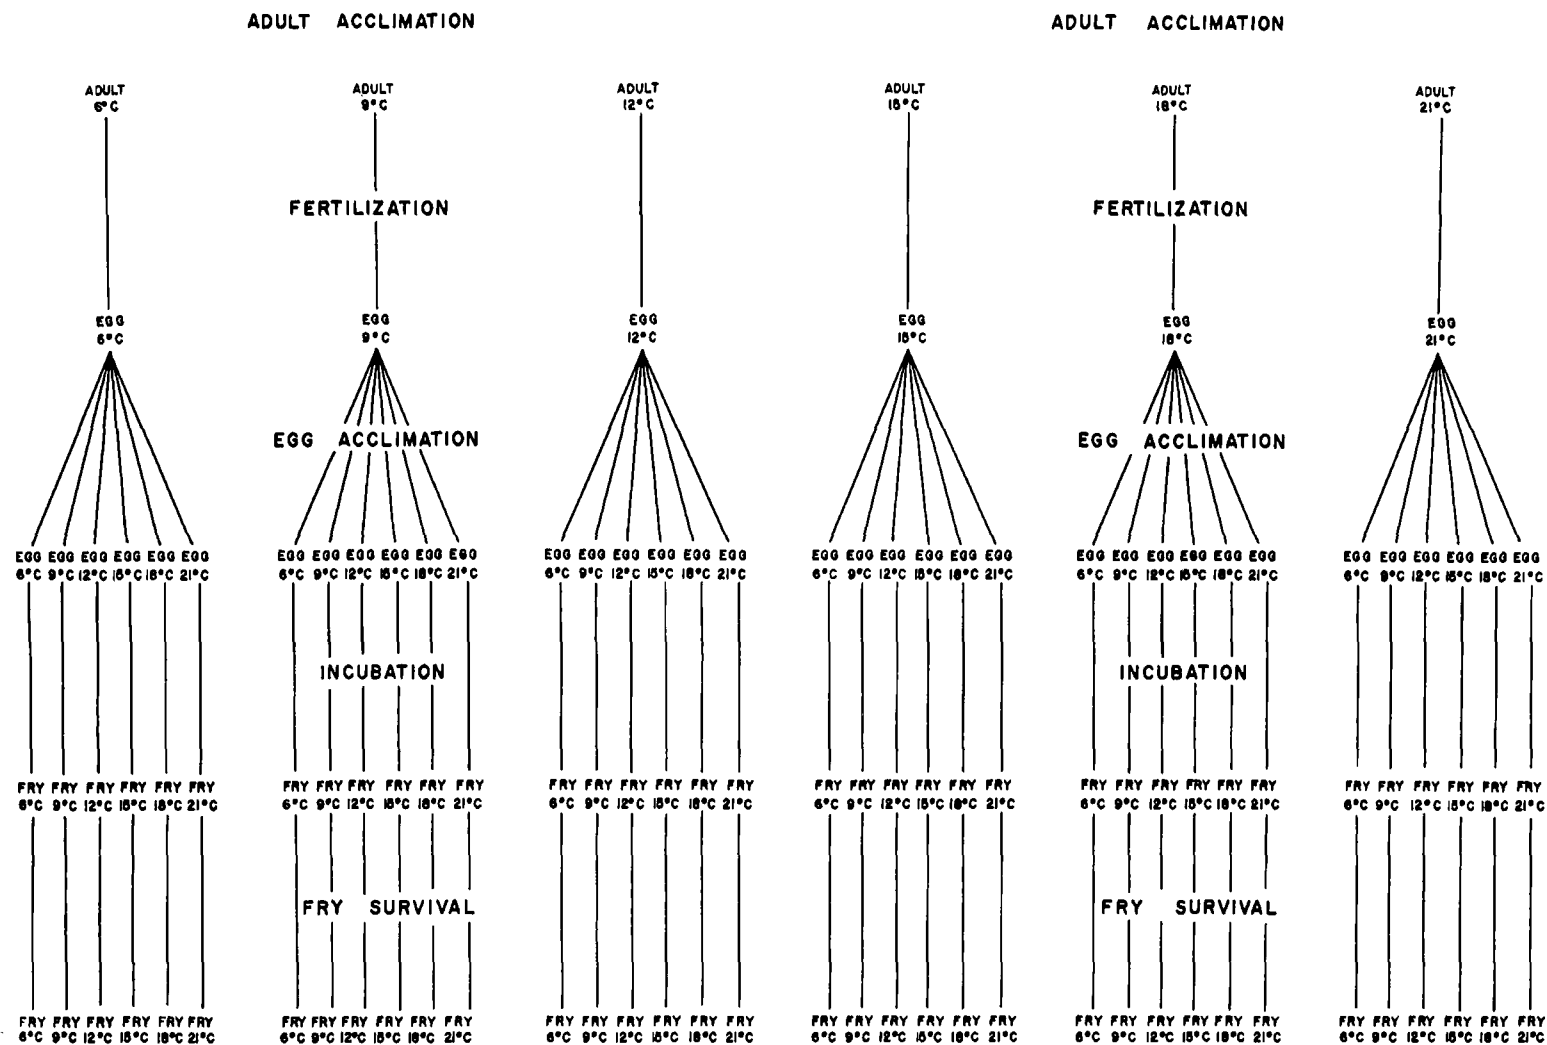 ADULT ACCLIMATION ADULT ACCLIMATION
ADULT ADULT ADULT ADULT ADULT ADULT
6°C 9°C 12°C 15°C 18°C 21°C
FERTILIZATION FERTILIZATION
EGG EGG EGG EGG EGG EGG
6°C 9°C 12°C 15°C 18°C 21°C
EGG ACCLIMATION EGG ACCLIMATION
EGG EGG EGG EGG EGG EGG EGG EGG EGG EGG EGG EGG EGG EGG EGG EGG EGG EGG EGG EGG EGG EGG EGG EGG EGG EGG EGG EGG EGG EGG EGG EGG EGG EGG EGG EGG
6°C 9°C 12°C 15°C 18°C 21°C 6°C 9°C 12°C 15°C 18°C 21°C 6°C 9°C 12°C 15°C 18°C 21°C 6°C 9°C 12°C 15°C 18°C 21°C 6°C 9°C 12°C 15°C 18°C 21°C 6°C 9°C 12°C 15°C 18°C 21°C
INCUBATION INCUBATION
FRY FRY FRY FRY FRY FRY FRY FRY FRY FRY FRY FRY FRY FRY FRY FRY FRY FRY FRY FRY FRY FRY FRY FRY FRY FRY FRY FRY FRY FRY FRY FRY FRY FRY FRY FRY
6°C 9°C 12°C 15°C 18°C 21°C 6°C 9°C 12°C 15°C 18°C 21°C 6°C 9°C 12°C 15°C 18°C 21°C 6°C 9°C 12°C 15°C 18°C 21°C 6°C 9°C 12°C 15°C 18°C 21°C 6°C 9°C 12°C 15°C 18°C 21°C
FRY SURVIVAL FRY SURVIVAL
FRY FRY FRY FRY FRY FRY FRY FRY FRY FRY FRY FRY FRY FRY FRY FRY FRY FRY FRY FRY FRY FRY FRY FRY FRY FRY FRY FRY FRY FRY FRY FRY FRY FRY FRY FRY
6°C 9°C 12°C 15°C 18°C 21°C 6°C 9°C 12°C 15°C 18°C 21°C 6°C 9°C 12°C 15°C 18°C 21°C 6°C 9°C 12°C 15°C 18°C 21°C 6°C 9°C 12°C 15°C 18°C 21°C 6°C 9°C 12°C 15°C 18°C 21°C